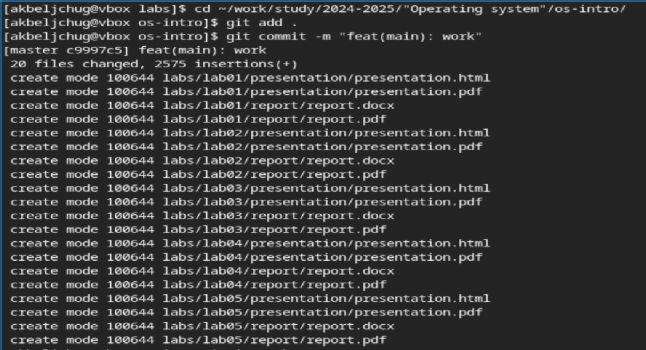 [akbeljchug@vbox labs]$ cd ~/work/study/2024-2025/"Operating system"/os-intro/
[akbeljchug@vbox os-intro]$ git add .
[akbeljchug@vbox os-intro]$ git commit -m "feat(main): work"
[master c9997c5] feat(main): work
 20 files changed, 2575 insertions(+)
 create mode 100644 labs/lab01/presentation/presentation.html
 create mode 100644 labs/lab01/presentation/presentation.pdf
 create mode 100644 labs/lab01/report/report.docx
 create mode 100644 labs/lab01/report/report.pdf
 create mode 100644 labs/lab02/presentation/presentation.html
 create mode 100644 labs/lab02/presentation/presentation.pdf
 create mode 100644 labs/lab02/report/report.docx
 create mode 100644 labs/lab02/report/report.pdf
 create mode 100644 labs/lab03/presentation/presentation.html
 create mode 100644 labs/lab03/presentation/presentation.pdf
 create mode 100644 labs/lab03/report/report.docx
 create mode 100644 labs/lab03/report/report.pdf
 create mode 100644 labs/lab04/presentation/presentation.html
 create mode 100644 labs/lab04/presentation/presentation.pdf
 create mode 100644 labs/lab04/report/report.docx
 create mode 100644 labs/lab04/report/report.pdf
 create mode 100644 labs/lab05/presentation/presentation.html
 create mode 100644 labs/lab05/presentation/presentation.pdf
 create mode 100644 labs/lab05/report/report.docx
 create mode 100644 labs/lab05/report/report.pdf